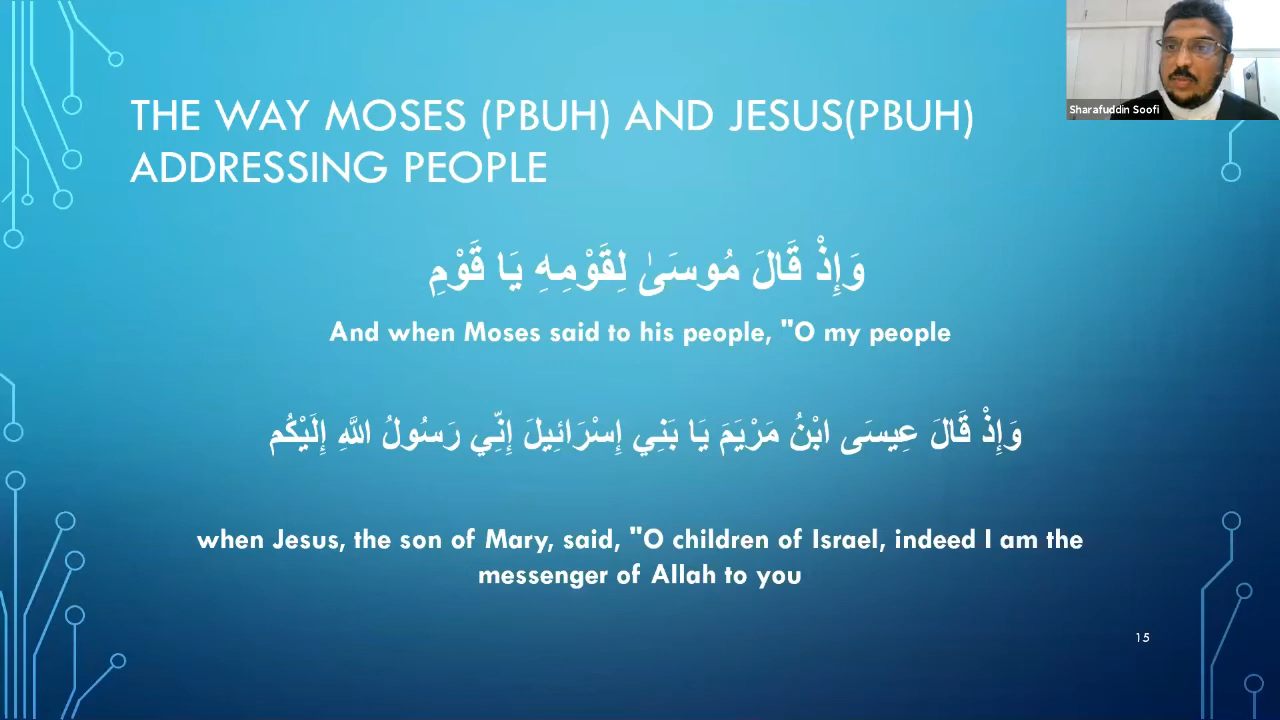 Sharafuddin Soofi
THE WAY MOSES (PBUH) AND JESUS(PBUH)
ADDRESSING PEOPLE
وَإِذْ قَالَ مُوسَىٰ لِقَوْمِهِ يَا قَوْمِ
And when Moses said to his people, "O my people
وَإِذْ قَالَ عِيسَى ابْنُ مَرْيَمَ يَا بَنِي إِسْرَائِيلَ إِنِّي رَسُولُ اللَّهِ إِلَيْكُم
when Jesus, the son of Mary, said, "O children of Israel, indeed I am the
messenger of Allah to you
15